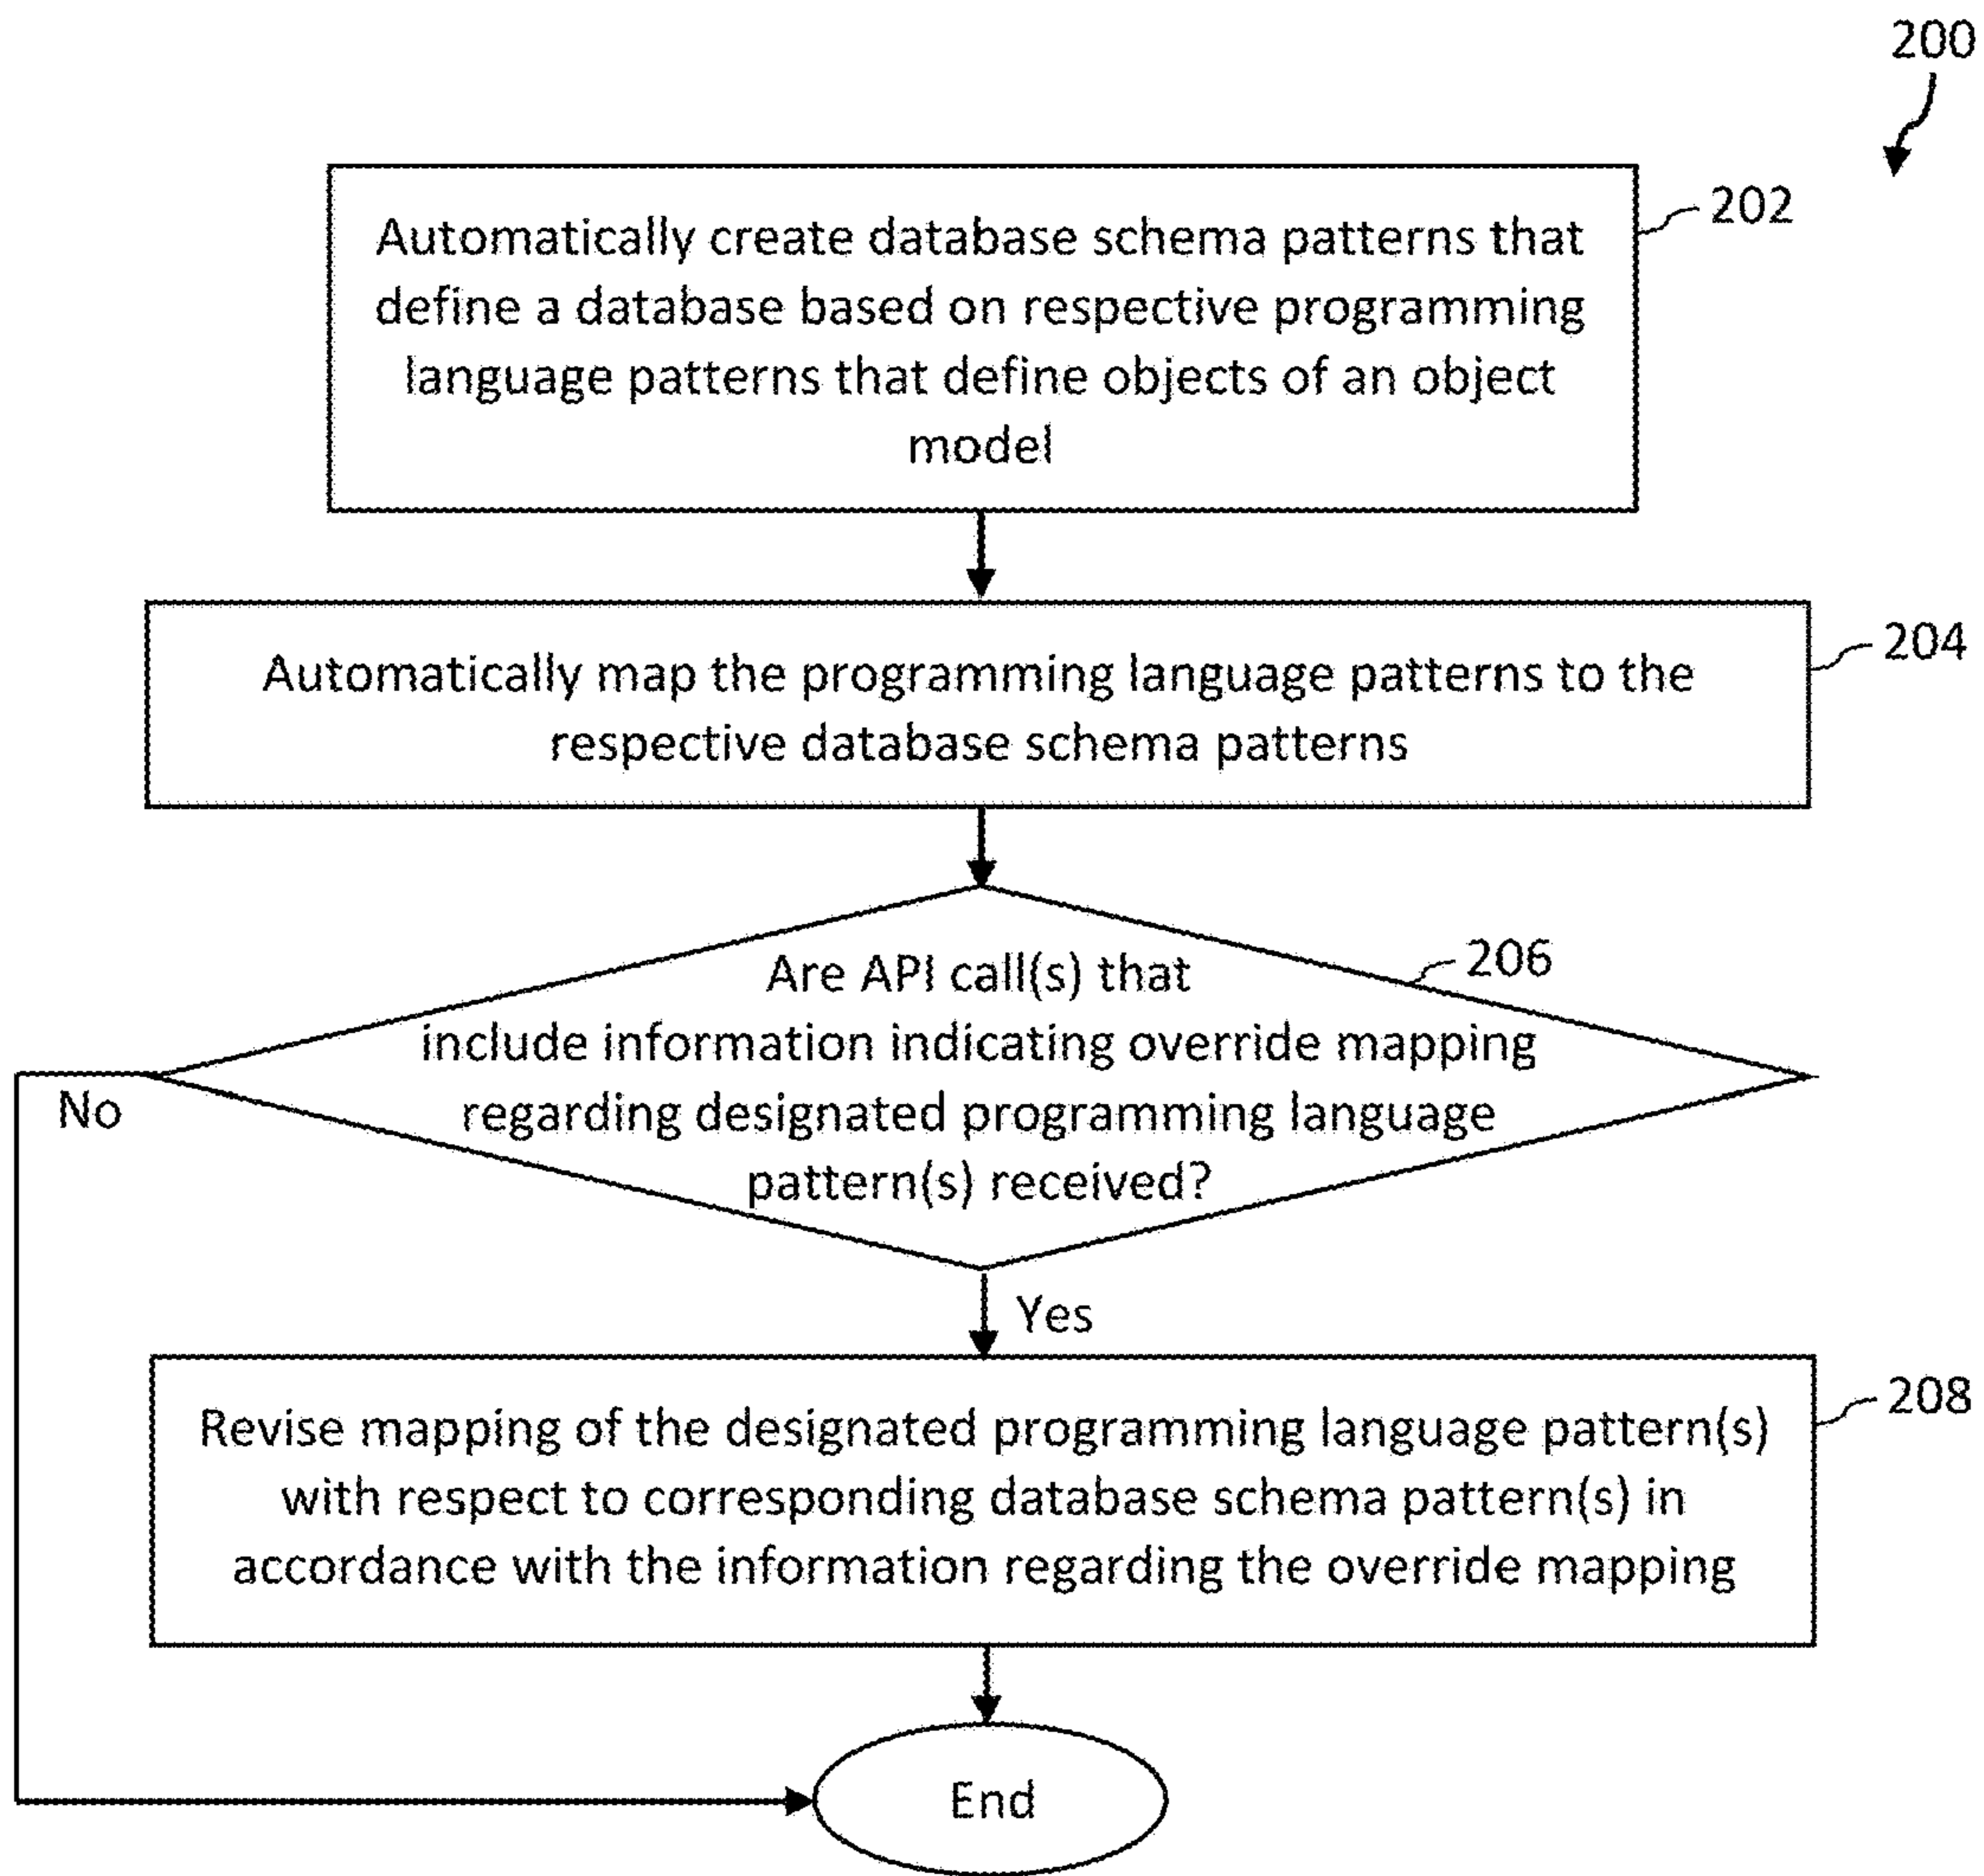 200
Automatically create database schema patterns that
define a database based on respective programming
language patterns that define objects of an object
model
202
Automatically map the programming language patterns to the
respective database schema patterns
204
Are API call(s) that
include information indicating override mapping
regarding designated programming language
pattern(s) received?
206
No
Yes
Revise mapping of the designated programming language pattern(s)
with respect to corresponding database schema pattern(s) in
accordance with the information regarding the override mapping
208
End